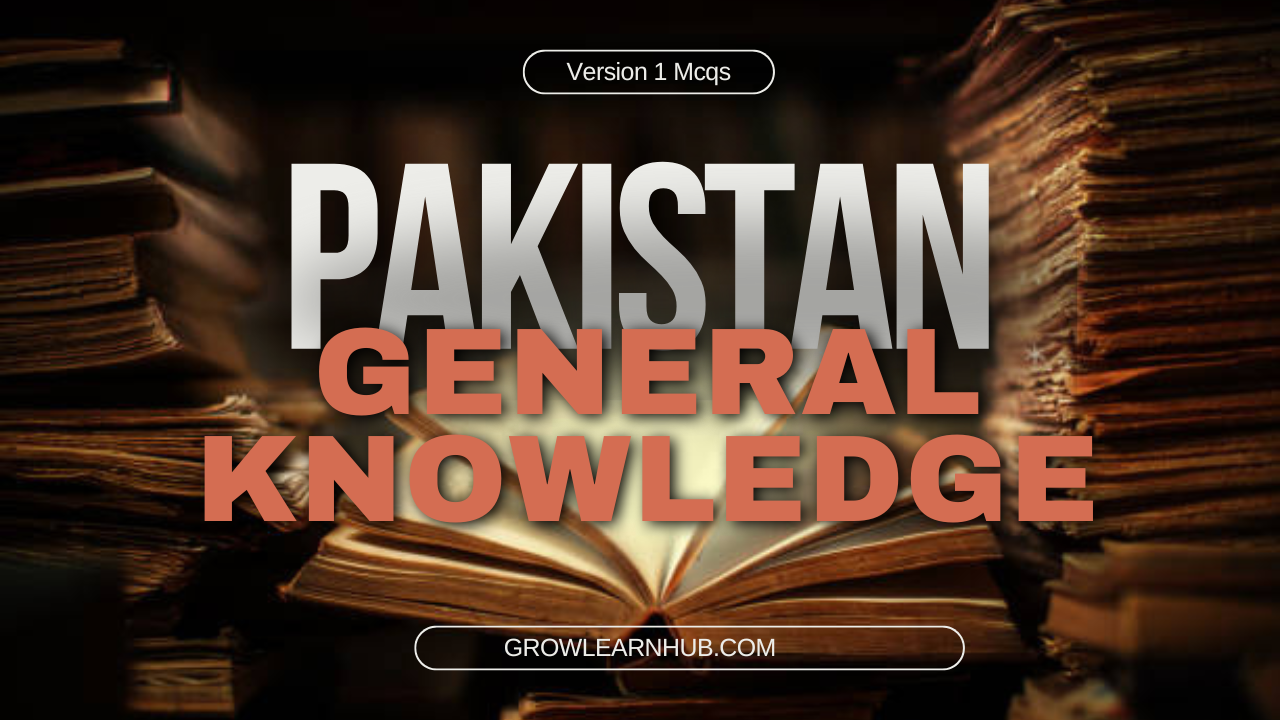 Version 1 Mcqs
PAKISTAN
GENERAL
KNOWLEDGE
GROWLEARNHUB.COM